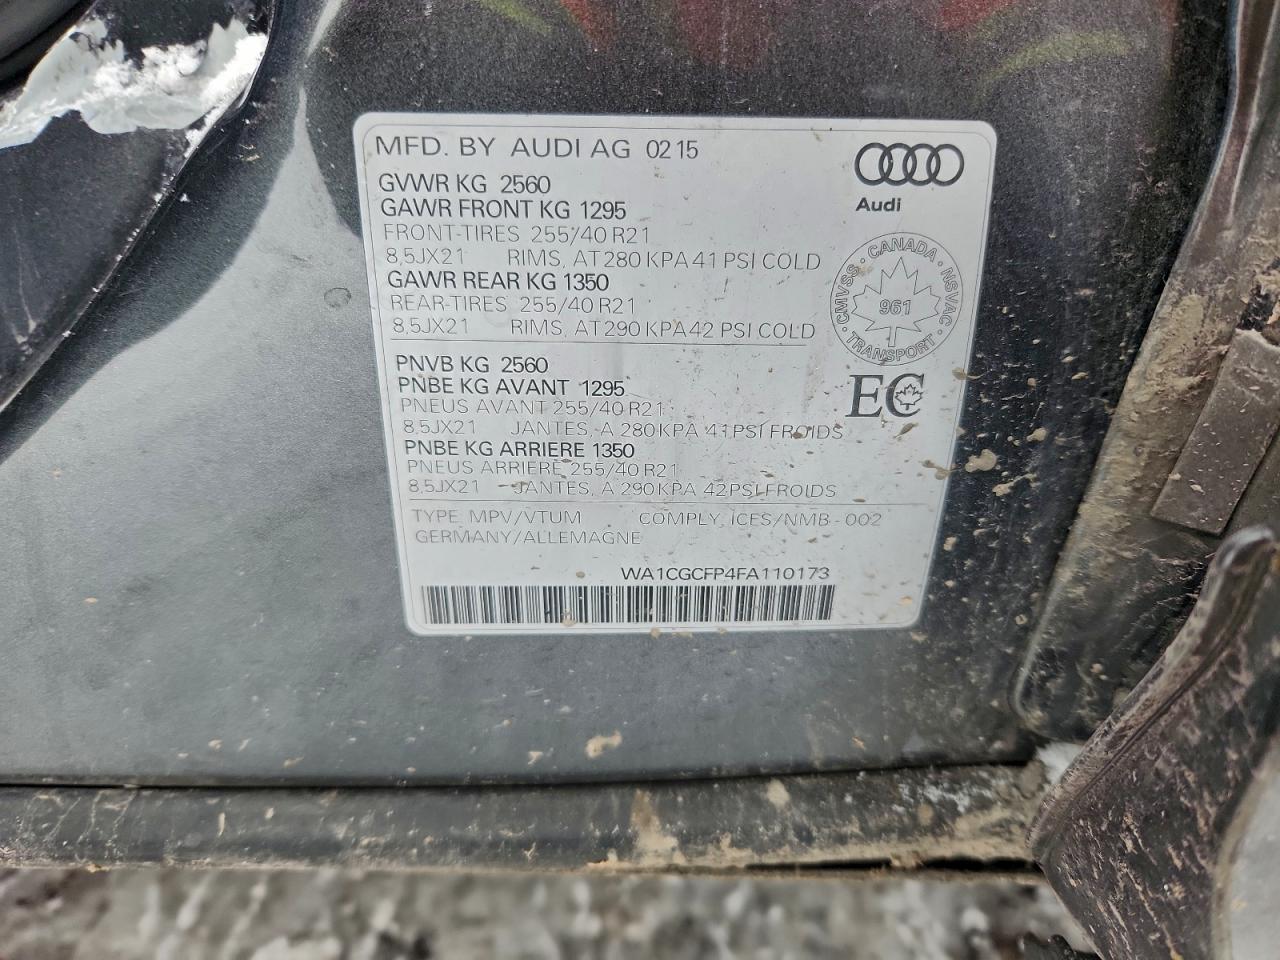 MFD. BY AUDI AG 02 15
Audi
GVWR KG 2560
GAWR FRONT KG 1295
FRONT-TIRES 255/40 R21
8,5JX21 RIMS, AT 280 KPA 41 PSI COLD
GAWR REAR KG 1350
REAR-TIRES 255/40 R21
8,5JX21 RIMS, AT 290 KPA 42 PSI COLD
CMVSS · CANADA · NSVAC
961
TRANSPORT
PNVB KG 2560
PNBE KG AVANT 1295
PNEUS AVANT 255/40 R21
8,5JX21 JANTES, A 280 KPA 41 PSI FROIDS
EC
PNBE KG ARRIERE 1350
PNEUS ARRIERE 255/40 R21
8,5JX21 JANTES, A 290 KPA 42 PSI FROIDS
TYPE MPV/VTUM COMPLY. ICES/NMB-002
GERMANY/ALLEMAGNE
WA1CGCFP4FA110173